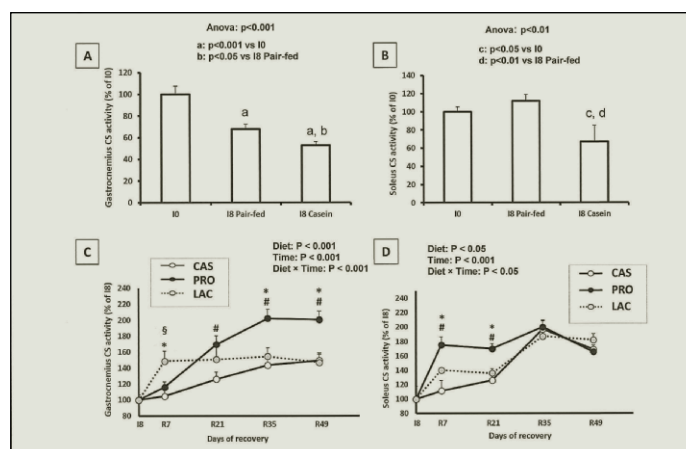 A
Anova: p<0.001
a: p<0.001 vs I0
b: p<0.05 vs I8 Pair-fed
Gastrocnemius CS activity (% of I0)
120
100
80
60
40
20
0
a
a, b
I0
I8 Pair-fed
I8 Casein
B
Anova: p<0.01
c: p<0.05 vs I0
d: p<0.01 vs I8 Pair-fed
Soleus CS activity (% of I0)
140
120
100
80
60
40
20
0
c, d
I0
I8 Pair-fed
I8 Casein
C
Diet: P < 0.001
Time: P < 0.001
Diet × Time: P < 0.001
CAS
PRO
LAC
Gastrocnemius CS activity (% of I8)
220
200
180
160
140
120
100
80
§
*
#
*
#
*
#
I8
R7
R21
R35
R49
Days of recovery
D
Diet: P < 0.05
Time: P < 0.001
Diet × Time: P < 0.05
CAS
PRO
LAC
Soleus CS activity (% of I8)
220
200
180
160
140
120
100
80
*
#
*
#
I8
R7
R21
R35
R49
Days of recovery